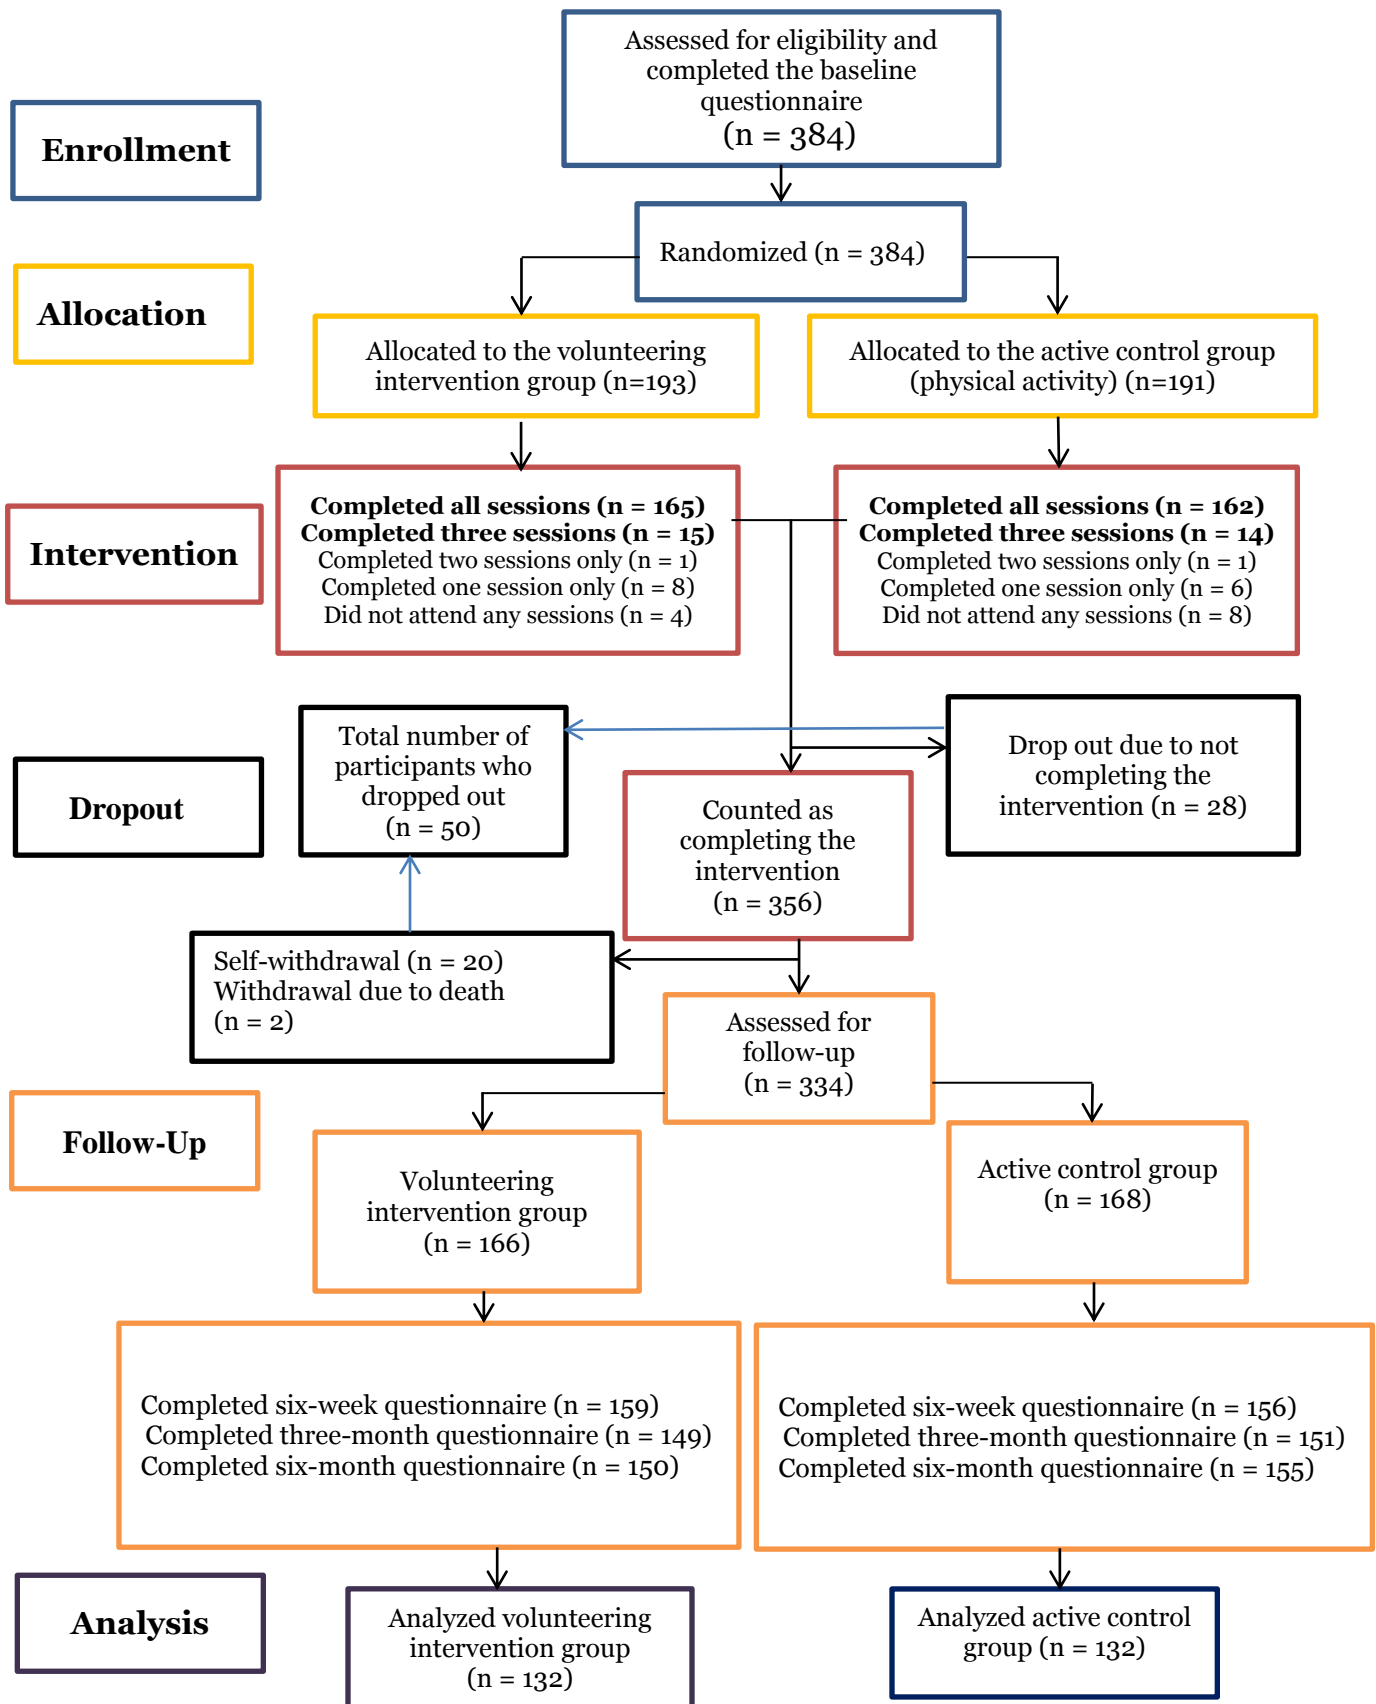 Assessed for eligibility and
completed the baseline
questionnaire
(n = 384)
Enrollment
Randomized (n = 384)
Allocation
Allocated to the volunteering
intervention group (n=193)
Allocated to the active control group
(physical activity) (n=191)
Intervention
Completed all sessions (n = 165)
Completed three sessions (n = 15)
Completed two sessions only (n = 1)
Completed one session only (n = 8)
Did not attend any sessions (n = 4)
Completed all sessions (n = 162)
Completed three sessions (n = 14)
Completed two sessions only (n = 1)
Completed one session only (n = 6)
Did not attend any sessions (n = 8)
Dropout
Total number of
participants who
dropped out
(n = 50)
Drop out due to not
completing the
intervention (n = 28)
Counted as
completing the
intervention
(n = 356)
Self-withdrawal (n = 20)
Withdrawal due to death
(n = 2)
Assessed for
follow-up
(n = 334)
Follow-Up
Volunteering
intervention group
(n = 166)
Active control group
(n = 168)
Completed six-week questionnaire (n = 159)
Completed three-month questionnaire (n = 149)
Completed six-month questionnaire (n = 150)
Completed six-week questionnaire (n = 156)
Completed three-month questionnaire (n = 151)
Completed six-month questionnaire (n = 155)
Analysis
Analyzed volunteering
intervention group
(n = 132)
Analyzed active control
group (n = 132)